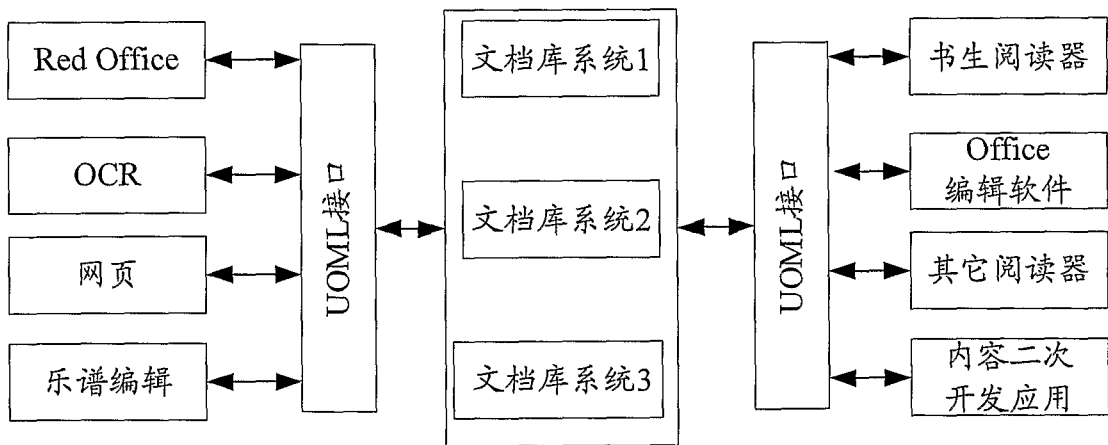 Red Office
OCR
网页
乐谱编辑
UOML接口
文档库系统1
文档库系统2
文档库系统3
UOML接口
书生阅读器
Office
编辑软件
其它阅读器
内容二次
开发应用